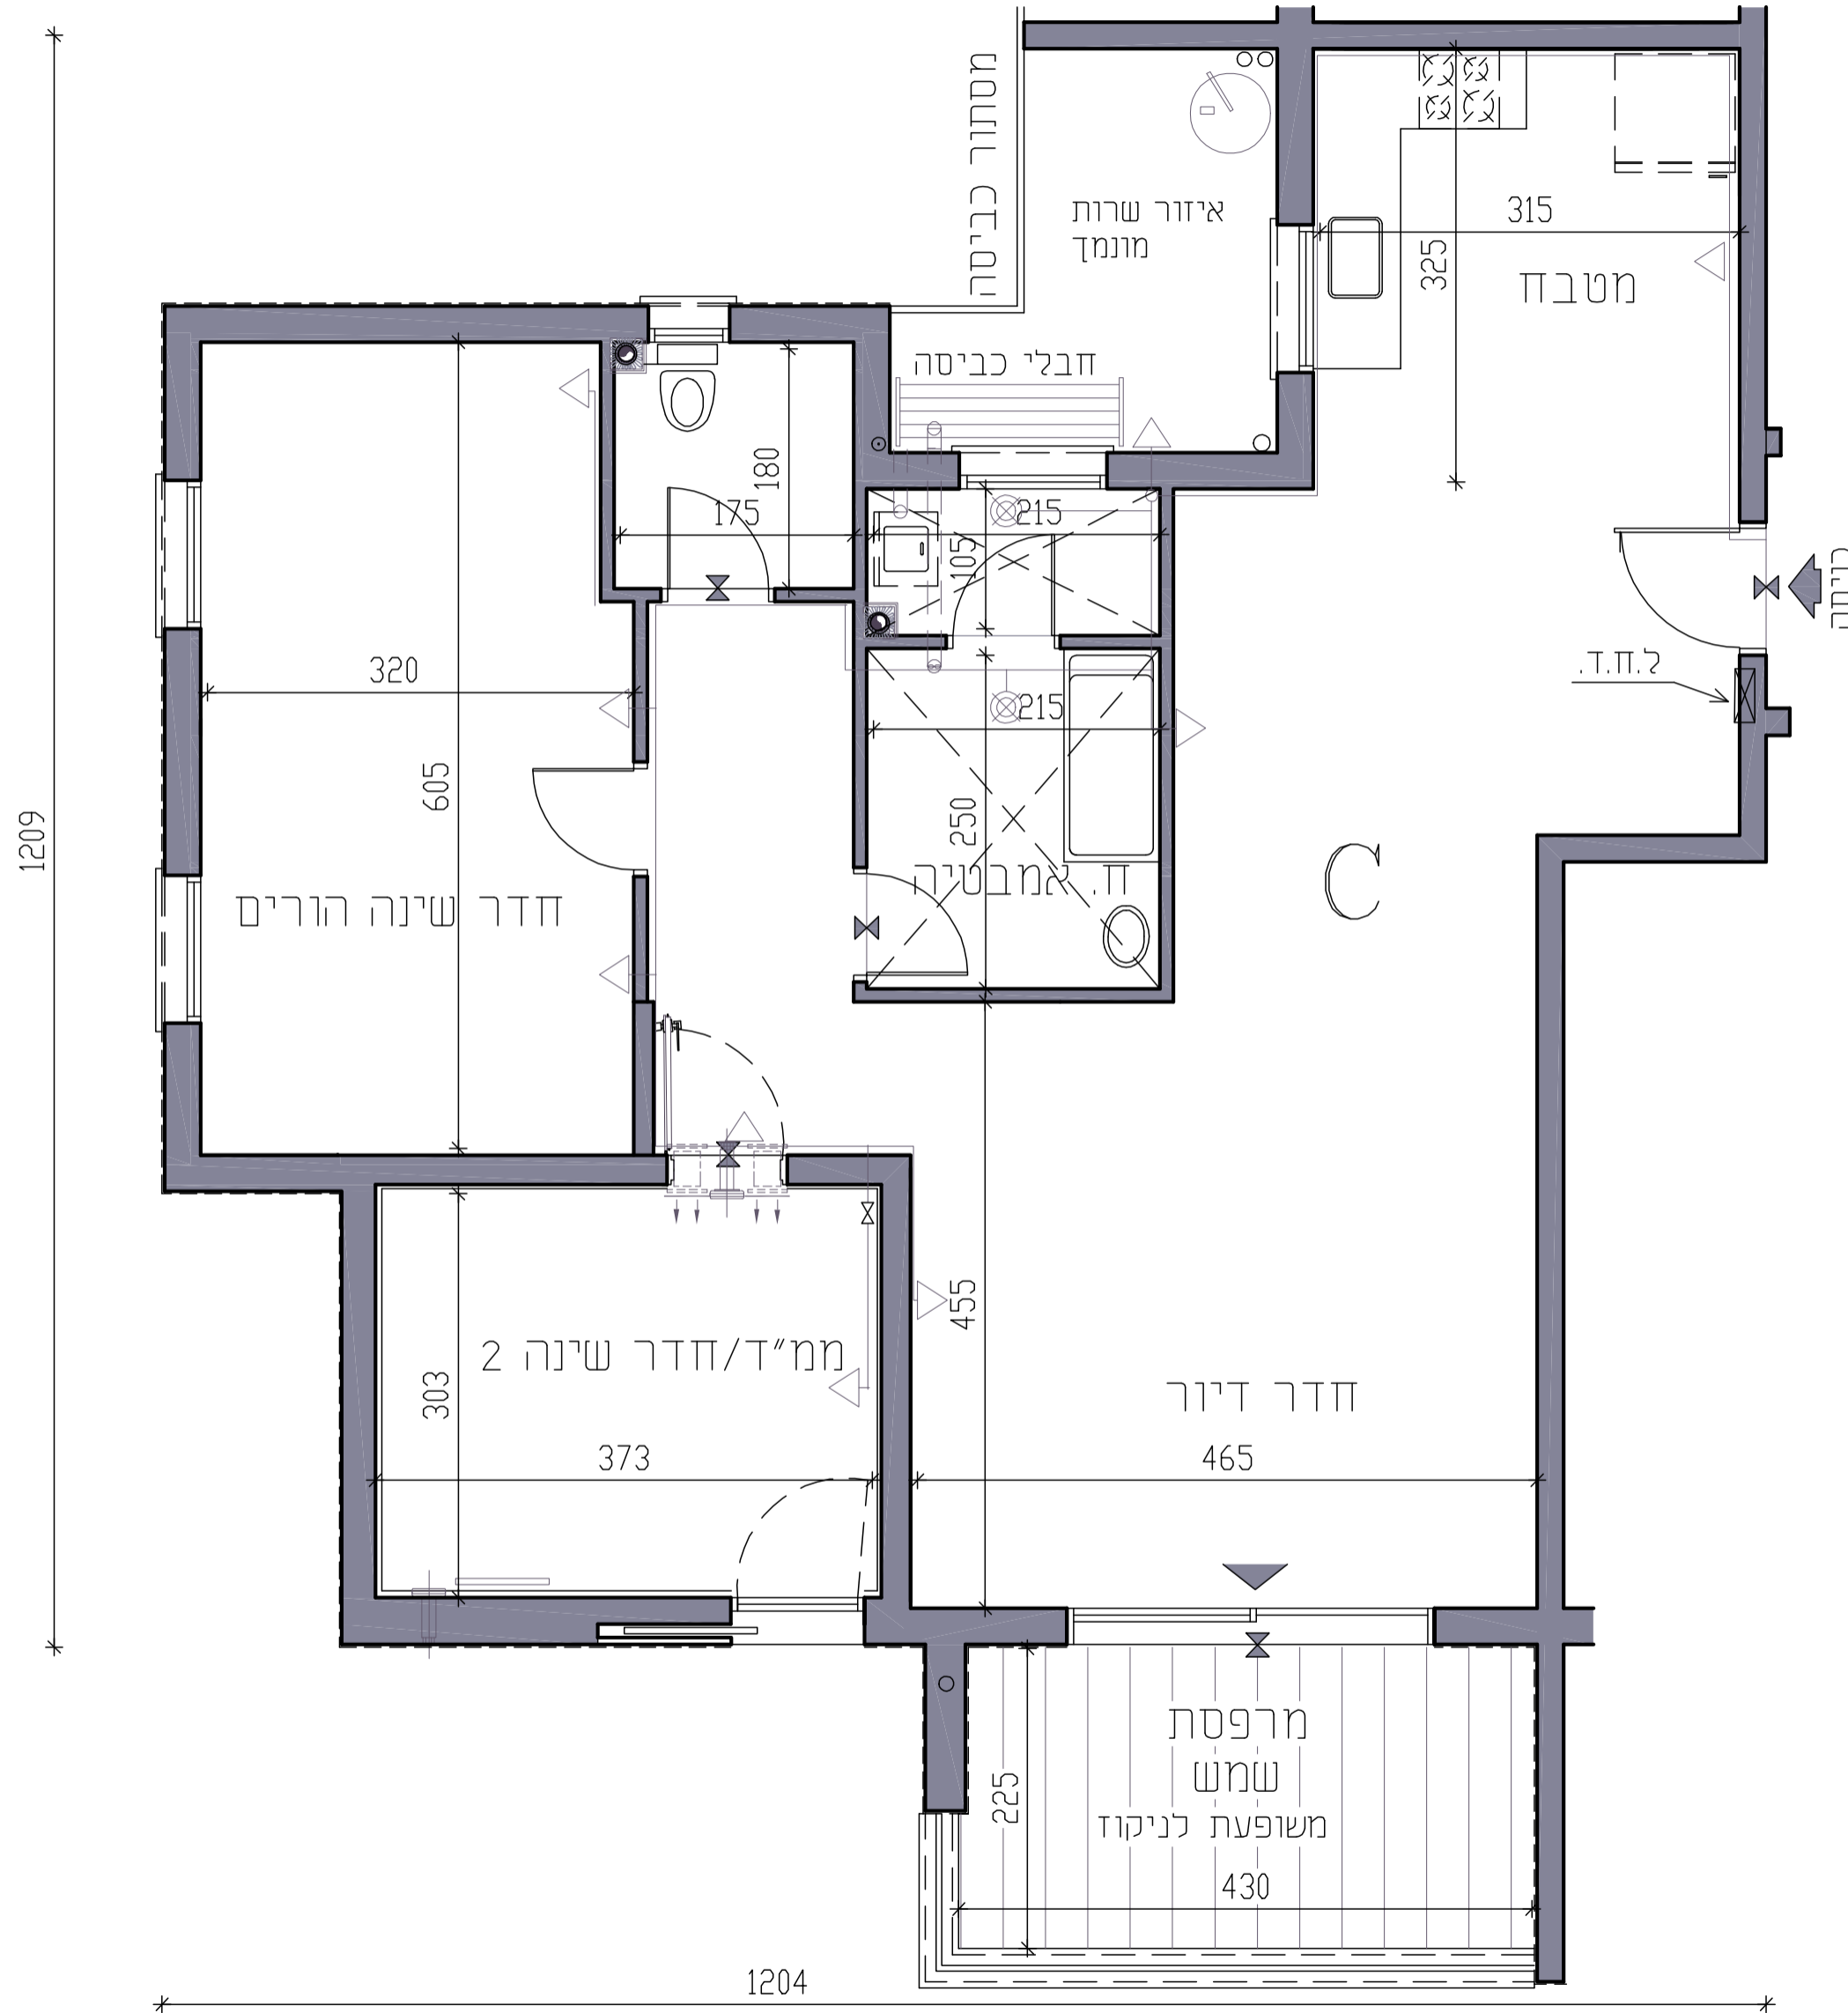 מסתור כביסה
איזור שרות
מונמך
315
325
מטבח
חבלי כביסה
180
175
215
105
כניסה
ל.ח.ד.
320
215
605
250
1209
ח. אמבטיה
C
חדר שינה הורים
455
ממ"ד/חדר שינה 2
303
חדר דיור
373
465
מרפסת
שמש
225
משופעת לניקוז
430
1204